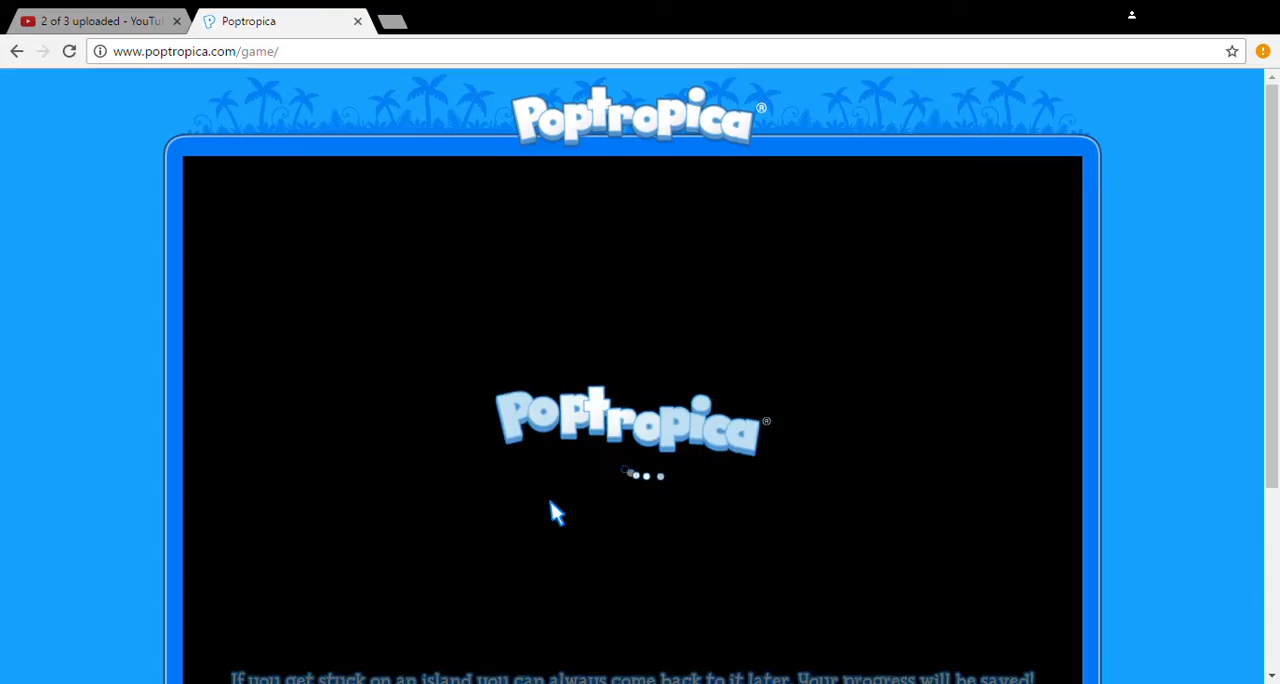 2 of 3 uploaded - YouTu
Poptropica
www.poptropica.com/game/
Poptropica®
Poptropica®
If you get stuck on an island you can always come back to it later. Your progress will be saved!